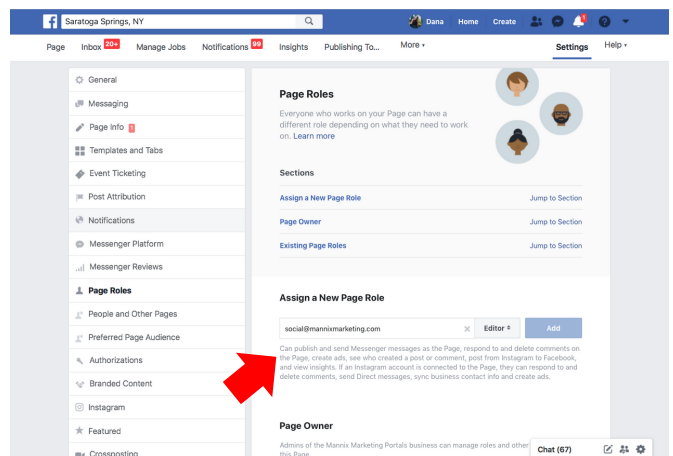 f Saratoga Springs, NY Dana Home Create
Page Inbox 20+ Manage Jobs Notifications 99 Insights Publishing To... More Settings Help
General
Messaging
Page Info 1
Templates and Tabs
Event Ticketing
Post Attribution
Notifications
Messenger Platform
Messenger Reviews
Page Roles
People and Other Pages
Preferred Page Audience
Authorizations
Branded Content
Instagram
Featured
Crossposting
Page Roles
Everyone who works on your Page can have a
different role depending on what they need to work
on. Learn more
Sections
Assign a New Page Role Jump to Section
Page Owner Jump to Section
Existing Page Roles Jump to Section
Assign a New Page Role
social@mannixmarketing.com Editor Add
Can publish and send Messenger messages as the Page, respond to and delete comments on
the Page, create ads, see who created a post or comment, post from Instagram to Facebook,
and view insights. If an Instagram account is connected to the Page, they can respond to and
delete comments, send Direct messages, sync business contact info and create ads.
Page Owner
Admins of the Mannix Marketing Portals business can manage roles and other
this Page.
Chat (67)